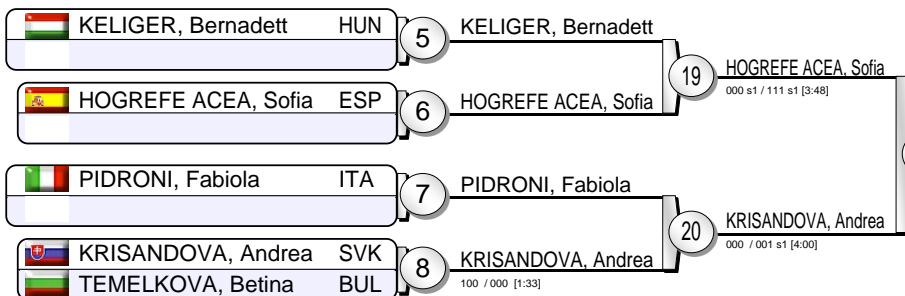 KELIGER, Bernadett HUN
5
KELIGER, Bernadett
HOGREFE ACEA, Sofia ESP
6
HOGREFE ACEA, Sofia
19
HOGREFE ACEA, Sofia
000 s1 / 111 s1 [3:48]
PIDRONI, Fabiola ITA
7
PIDRONI, Fabiola
KRISANDOVA, Andrea SVK
TEMELKOVA, Betina BUL
8
KRISANDOVA, Andrea
100 / 000 [1:33]
20
KRISANDOVA, Andrea
000 / 001 s1 [4:00]